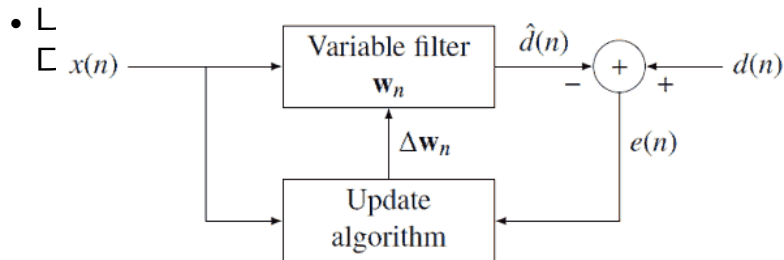 x(n)
Variable filter
𝐰ₙ
d̂(n)
−
+
+
d(n)
Δ𝐰ₙ
e(n)
Update
algorithm